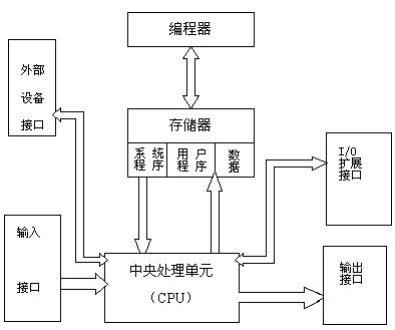 编程器
外部
设备
接口
存储器
系 统
程 序
用 户
程 序
数
据
I/O
扩展
接口
输入
接口
中央处理单元
（CPU）
输出
接口